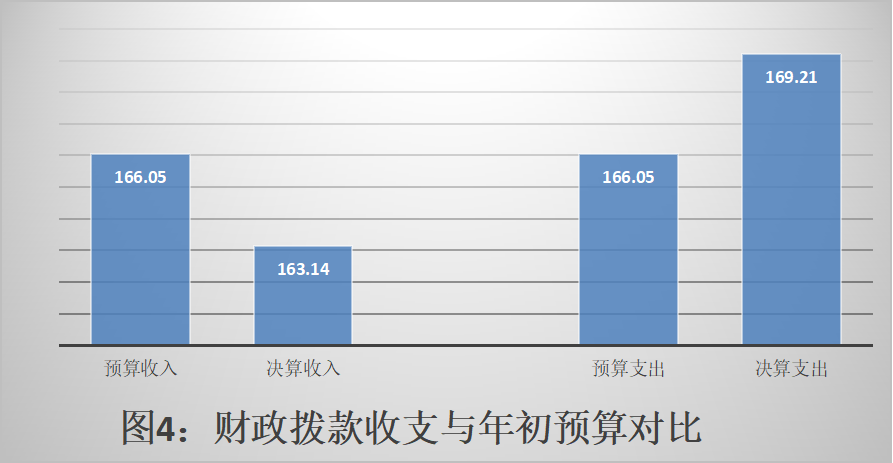 166.05
163.14
166.05
169.21
预算收入
决算收入
预算支出
决算支出
图4：财政拨款收支与年初预算对比